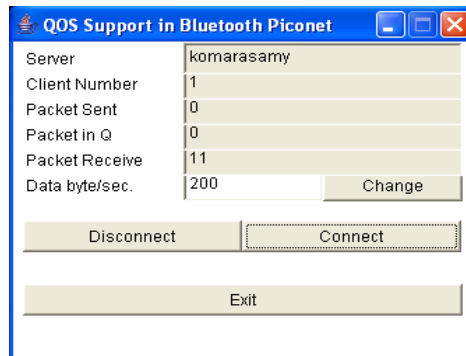 QOS Support in Bluetooth Piconet
Server komarasamy
Client Number 1
Packet Sent 0
Packet in Q 0
Packet Receive 11
Data byte/sec. 200 Change
Disconnect Connect
Exit